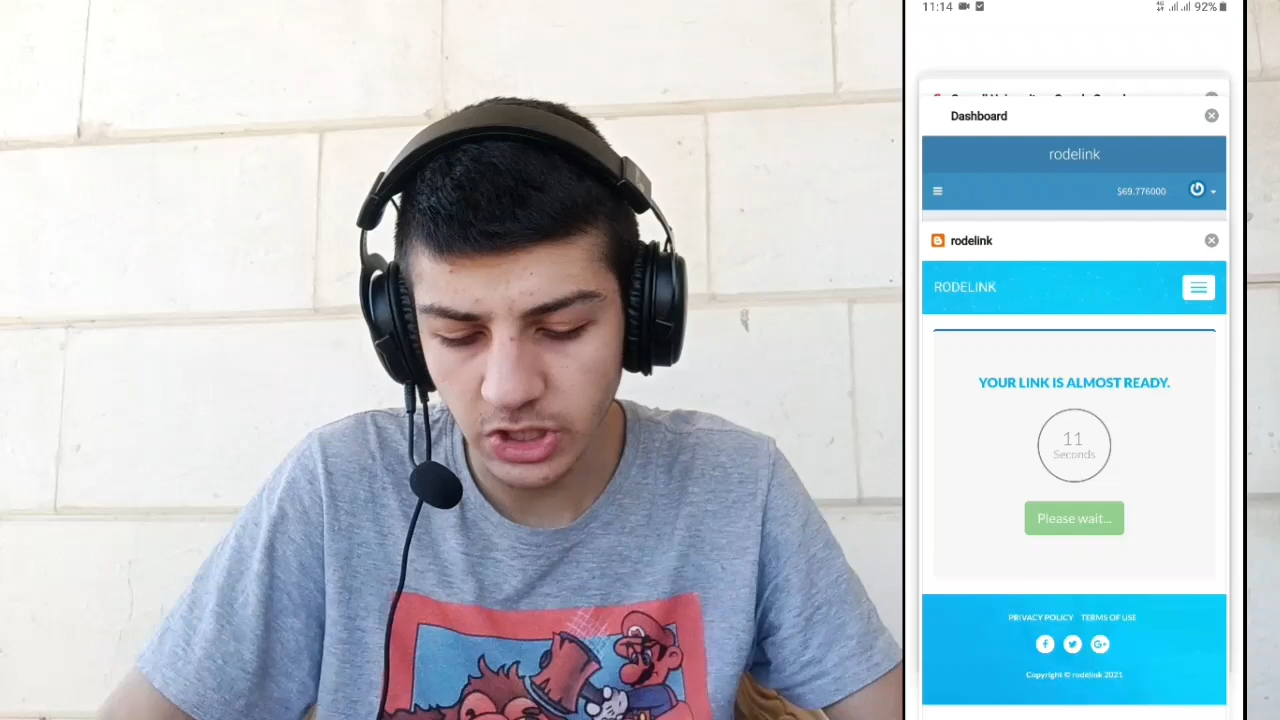 11:14
4G
92%
Dashboard
rodelink
$69.776000
rodelink
RODELINK
YOUR LINK IS ALMOST READY.
11
Seconds
Please wait...
PRIVACY POLICY TERMS OF USE
Copyright © rodelink 2021